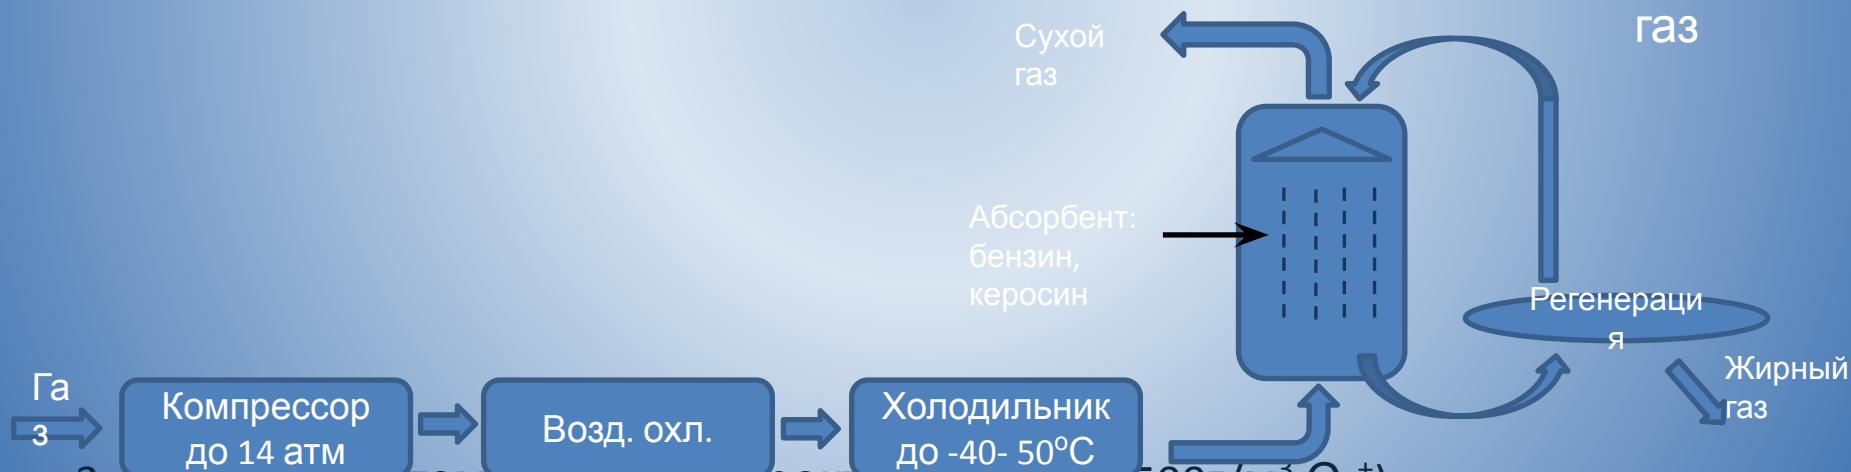 газ
Сухой
газ
Абсорбент:
бензин,
керосин
Регенераци
я
Жирный
газ
Га
з
Компрессор
до 14 атм
Возд. охл.
Холодильник
до -40- 50⁰С